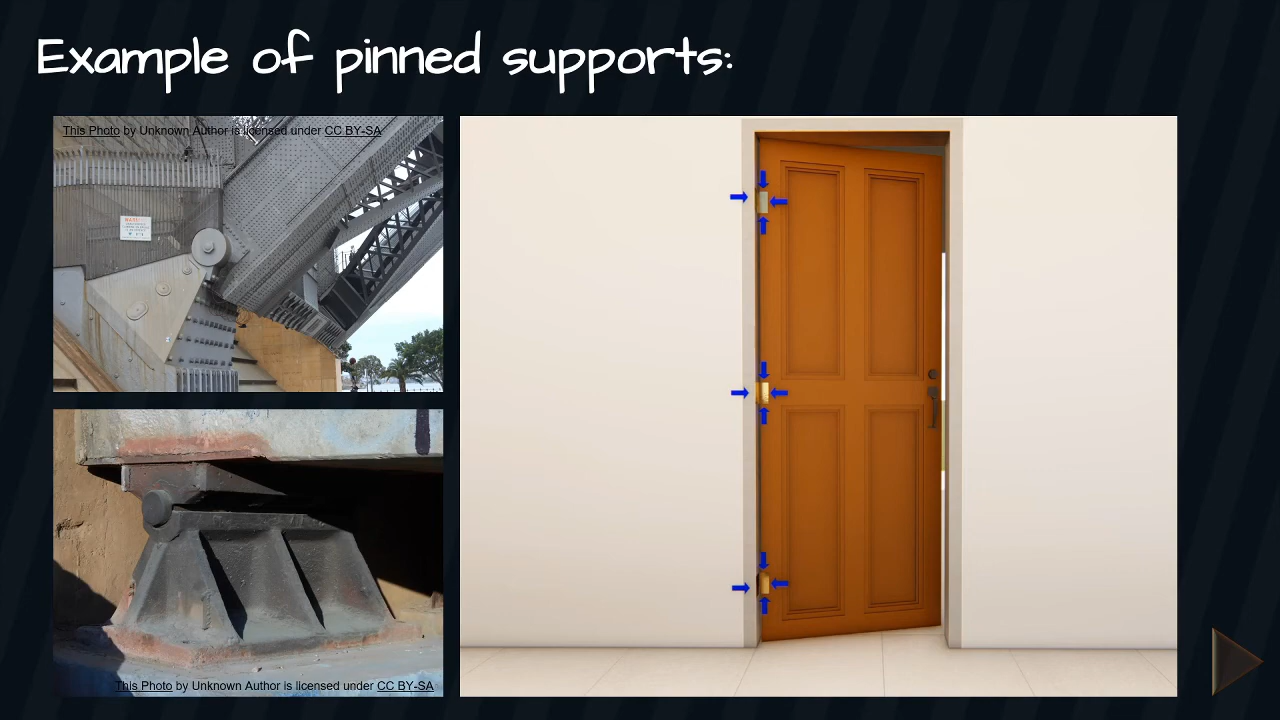 Example of pinned supports:
This Photo by Unknown Author is licensed under CC BY-SA
This Photo by Unknown Author is licensed under CC BY-SA